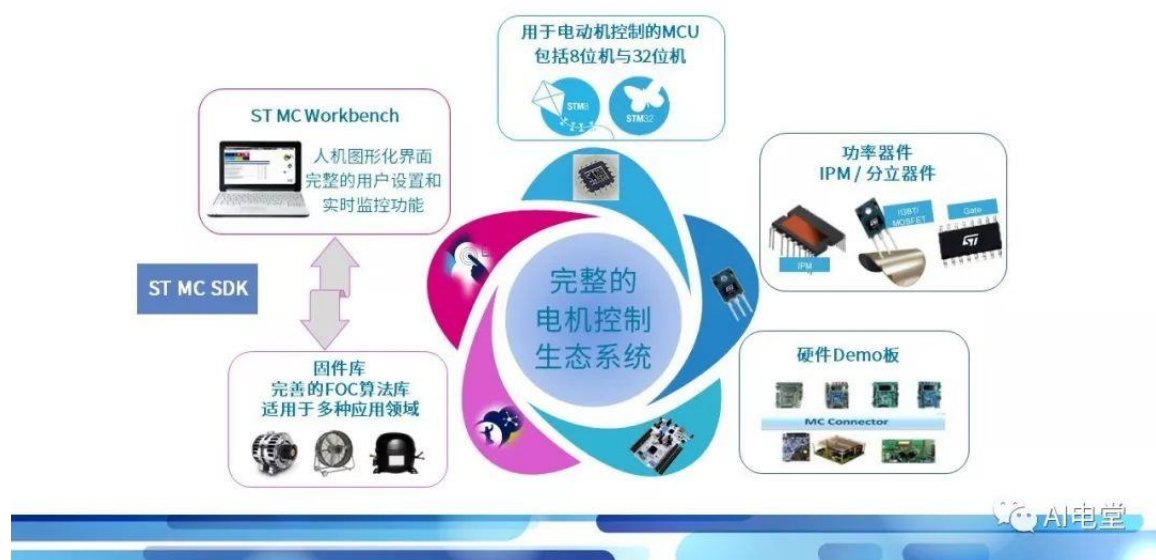 用于电动机控制的MCU
包括8位机与32位机
STM8
STM32
ST MC Workbench
人机图形化界面
完整的用户设置和
实时监控功能
功率器件
IPM / 分立器件
IPM
IGBT/
MOSFET
Gate
ST MC SDK
完整的
电机控制
生态系统
固件库
完善的FOC算法库
适用于多种应用领域
硬件Demo板
MC Connector
AI电堂